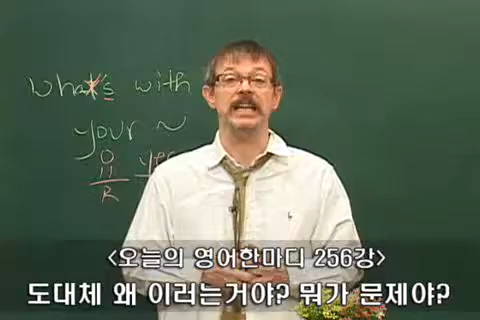 what's with
your ~
yes
R
<오늘의 영어한마디 256강>
도대체 왜 이러는거야? 뭐가 문제야?